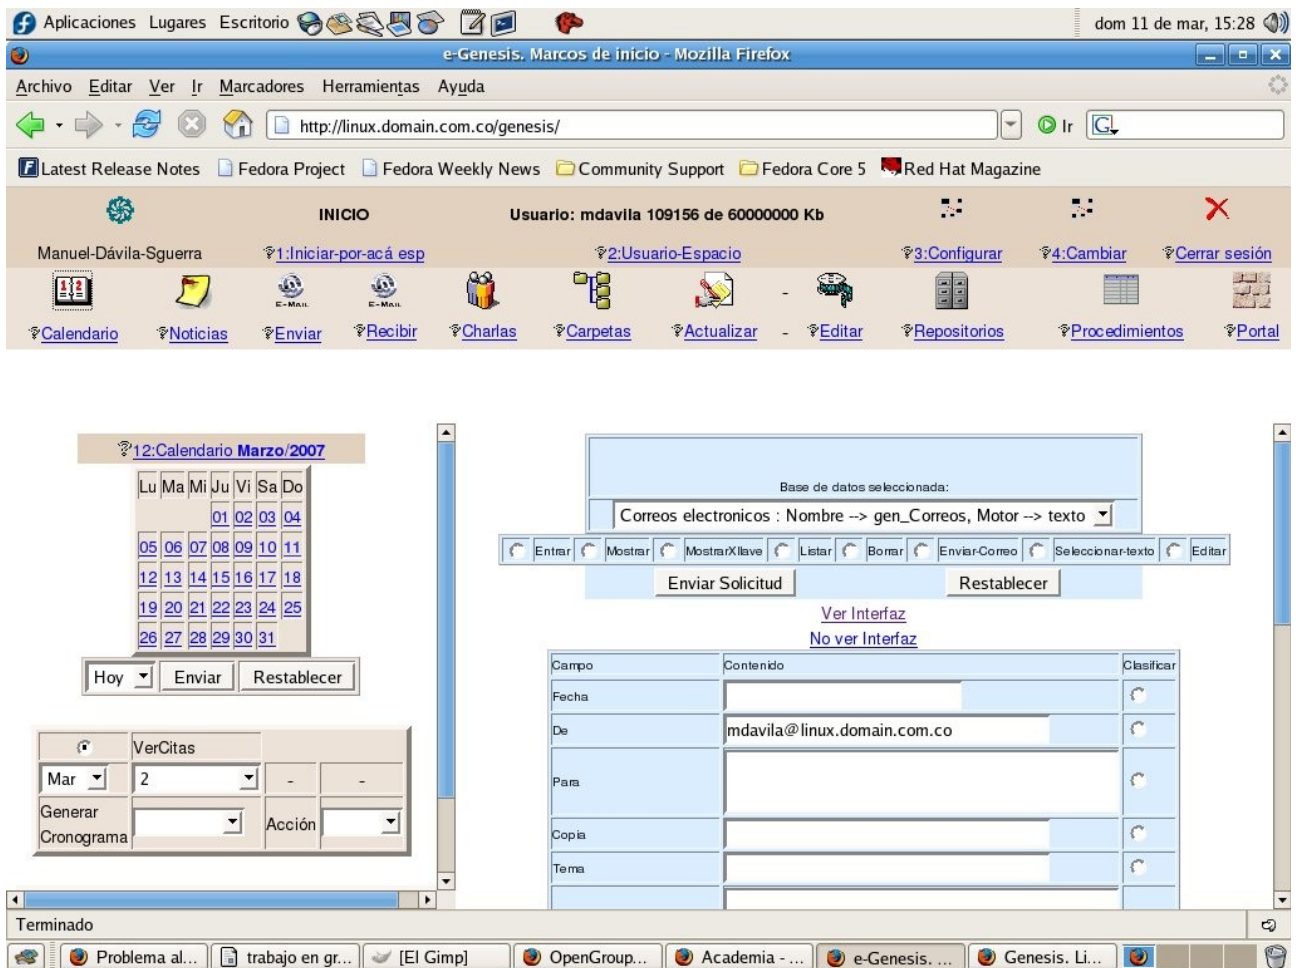 Aplicaciones Lugares Escritorio dom 11 de mar, 15:28
e-Genesis. Marcos de inicio - Mozilla Firefox
Archivo Editar Ver Ir Marcadores Herramientas Ayuda
http://linux.domain.com.co/genesis/ Ir
Latest Release Notes Fedora Project Fedora Weekly News Community Support Fedora Core 5 Red Hat Magazine
INICIO Usuario: mdavila 109156 de 60000000 Kb
Manuel-Dávila-Sguerra 1:Iniciar-por-acá esp 2:Usuario-Espacio 3:Configurar 4:Cambiar Cerrar sesión
E-Mail E-Mail -
Calendario Noticias Enviar Recibir Charlas Carpetas Actualizar - Editar Repositorios Procedimientos Portal
12:Calendario Marzo/2007
Lu Ma Mi Ju Vi Sa Do
01 02 03 04
05 06 07 08 09 10 11
12 13 14 15 16 17 18
19 20 21 22 23 24 25
26 27 28 29 30 31
Hoy Enviar Restablecer
VerCitas
Mar 2 - -
Generar Cronograma Acción
Base de datos seleccionada:
Correos electronicos : Nombre --> gen_Correos, Motor --> texto
Entrar Mostrar MostrarXllave Listar Borrar Enviar-Correo Seleccionar-texto Editar
Enviar Solicitud Restablecer
Ver Interfaz
No ver Interfaz
Campo Contenido Clasificar
Fecha
De mdavila@linux.domain.com.co
Para
Copia
Tema
Terminado
Problema al... trabajo en gr... [El Gimp] OpenGroup... Academia - ... e-Genesis. ... Genesis. Li...